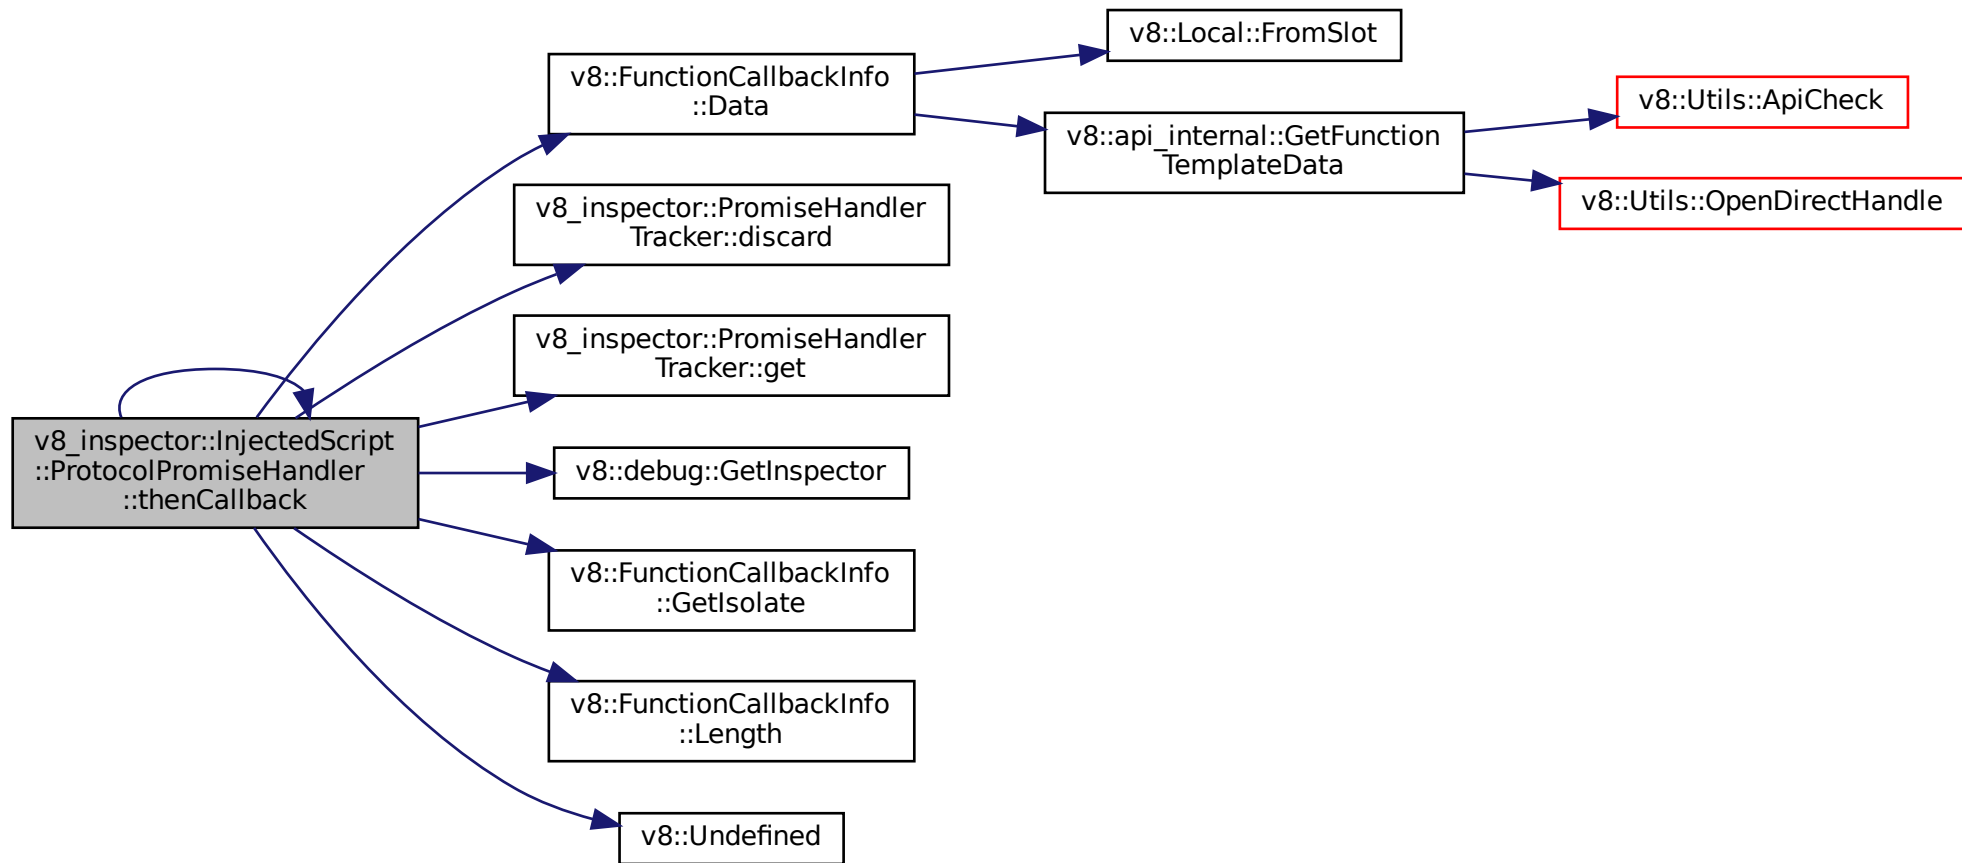 v8_inspector::InjectedScript
::ProtocolPromiseHandler
::thenCallback
v8::FunctionCallbackInfo
::Data
v8::Local::FromSlot
v8::api_internal::GetFunction
TemplateData
v8::Utils::ApiCheck
v8::Utils::OpenDirectHandle
v8_inspector::PromiseHandler
Tracker::discard
v8_inspector::PromiseHandler
Tracker::get
v8::debug::GetInspector
v8::FunctionCallbackInfo
::GetIsolate
v8::FunctionCallbackInfo
::Length
v8::Undefined